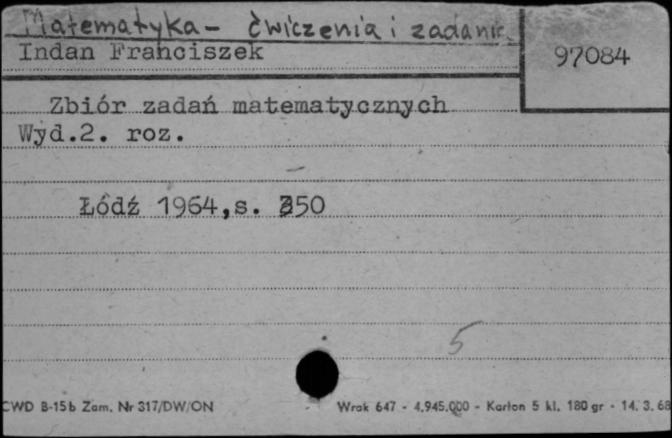 Matematyka - ćwiczenia i zadania
Indan Franciszek
97084
Zbiór zadań matematycznych
Wyd.2. roz.
Łódź 1964,s. 350
5
CWD B-15b Zam. Nr 317/DW/ON
Wrak 647 - 4.945.000 - Karton 5 kl. 180 gr - 14. 3. 68